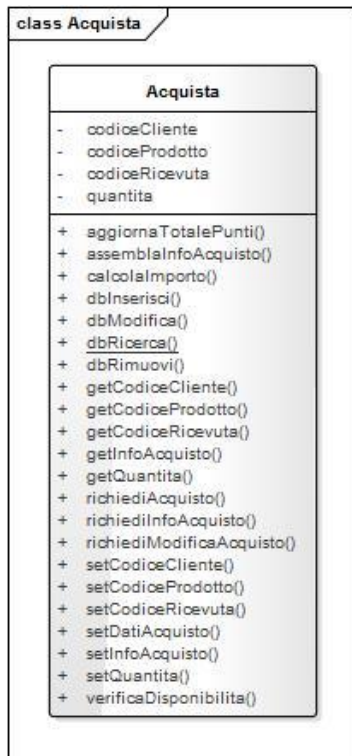 class Acquista
Acquista
- codiceCliente
- codiceProdotto
- codiceRicevuta
- quantita
+ aggiornaTotalePunti()
+ assemblaInfoAcquisto()
+ calcolaImporto()
+ dbInserisci()
+ dbModifica()
+ dbRicerca()
+ dbRimuovi()
+ getCodiceCliente()
+ getCodiceProdotto()
+ getCodiceRicevuta()
+ getInfoAcquisto()
+ getQuantita()
+ richiediAcquisto()
+ richiediInfoAcquisto()
+ richiediModificaAcquisto()
+ setCodiceCliente()
+ setCodiceProdotto()
+ setCodiceRicevuta()
+ setDatiAcquisto()
+ setInfoAcquisto()
+ setQuantita()
+ verificaDisponibilita()